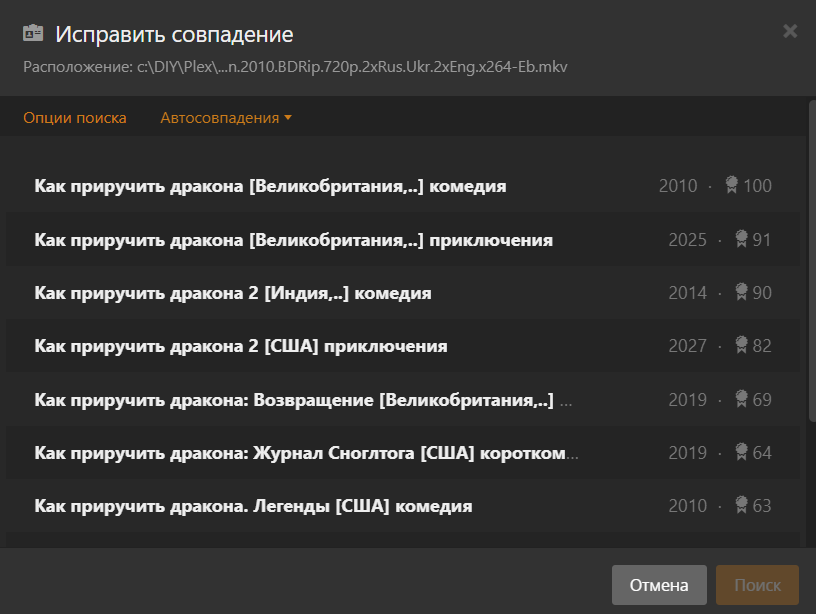 Исправить совпадение
Расположение: c:\DIY\Plex\...n.2010.BDRip.720p.2xRus.Ukr.2xEng.x264-Eb.mkv
Опции поиска Автосовпадения
Как приручить дракона [Великобритания,..] комедия 2010 · 100
Как приручить дракона [Великобритания,..] приключения 2025 · 91
Как приручить дракона 2 [Индия,..] комедия 2014 · 90
Как приручить дракона 2 [США] приключения 2027 · 82
Как приручить дракона: Возвращение [Великобритания,..] ... 2019 · 69
Как приручить дракона: Журнал Сноглтога [США] коротком... 2019 · 64
Как приручить дракона. Легенды [США] комедия 2010 · 63
Отмена Поиск